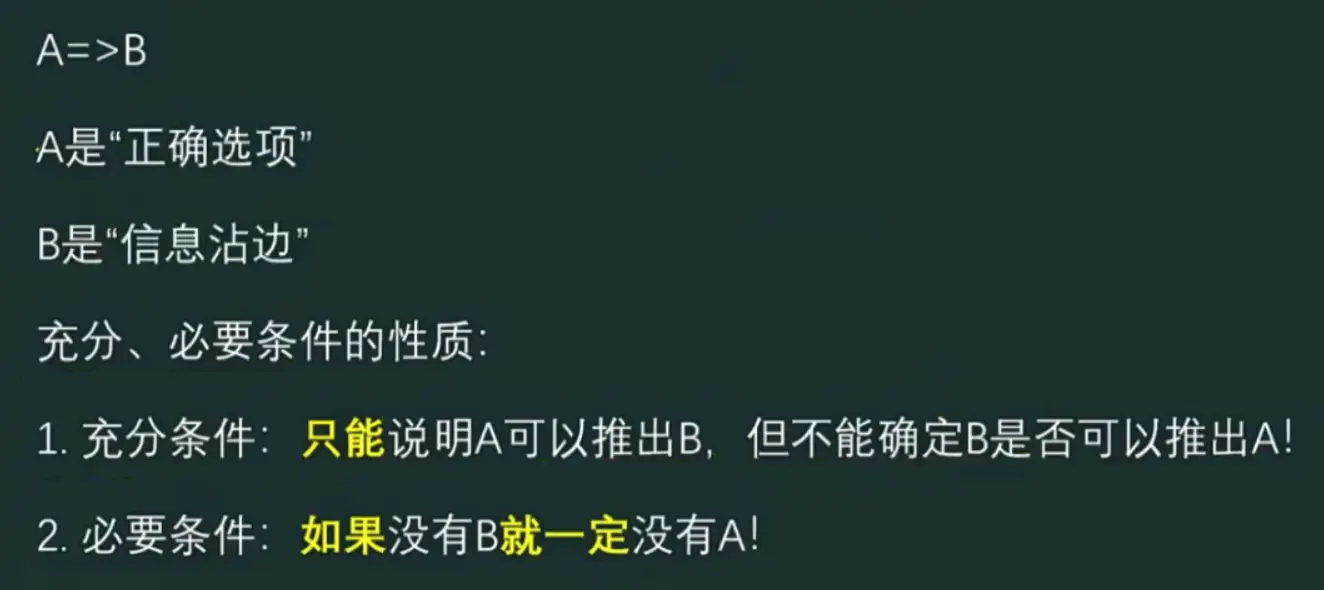 A=>B
A是“正确选项”
B是“信息沾边”
充分、必要条件的性质：
1. 充分条件：只能说明A可以推出B，但不能确定B是否可以推出A！
2. 必要条件：如果没有B就一定没有A！